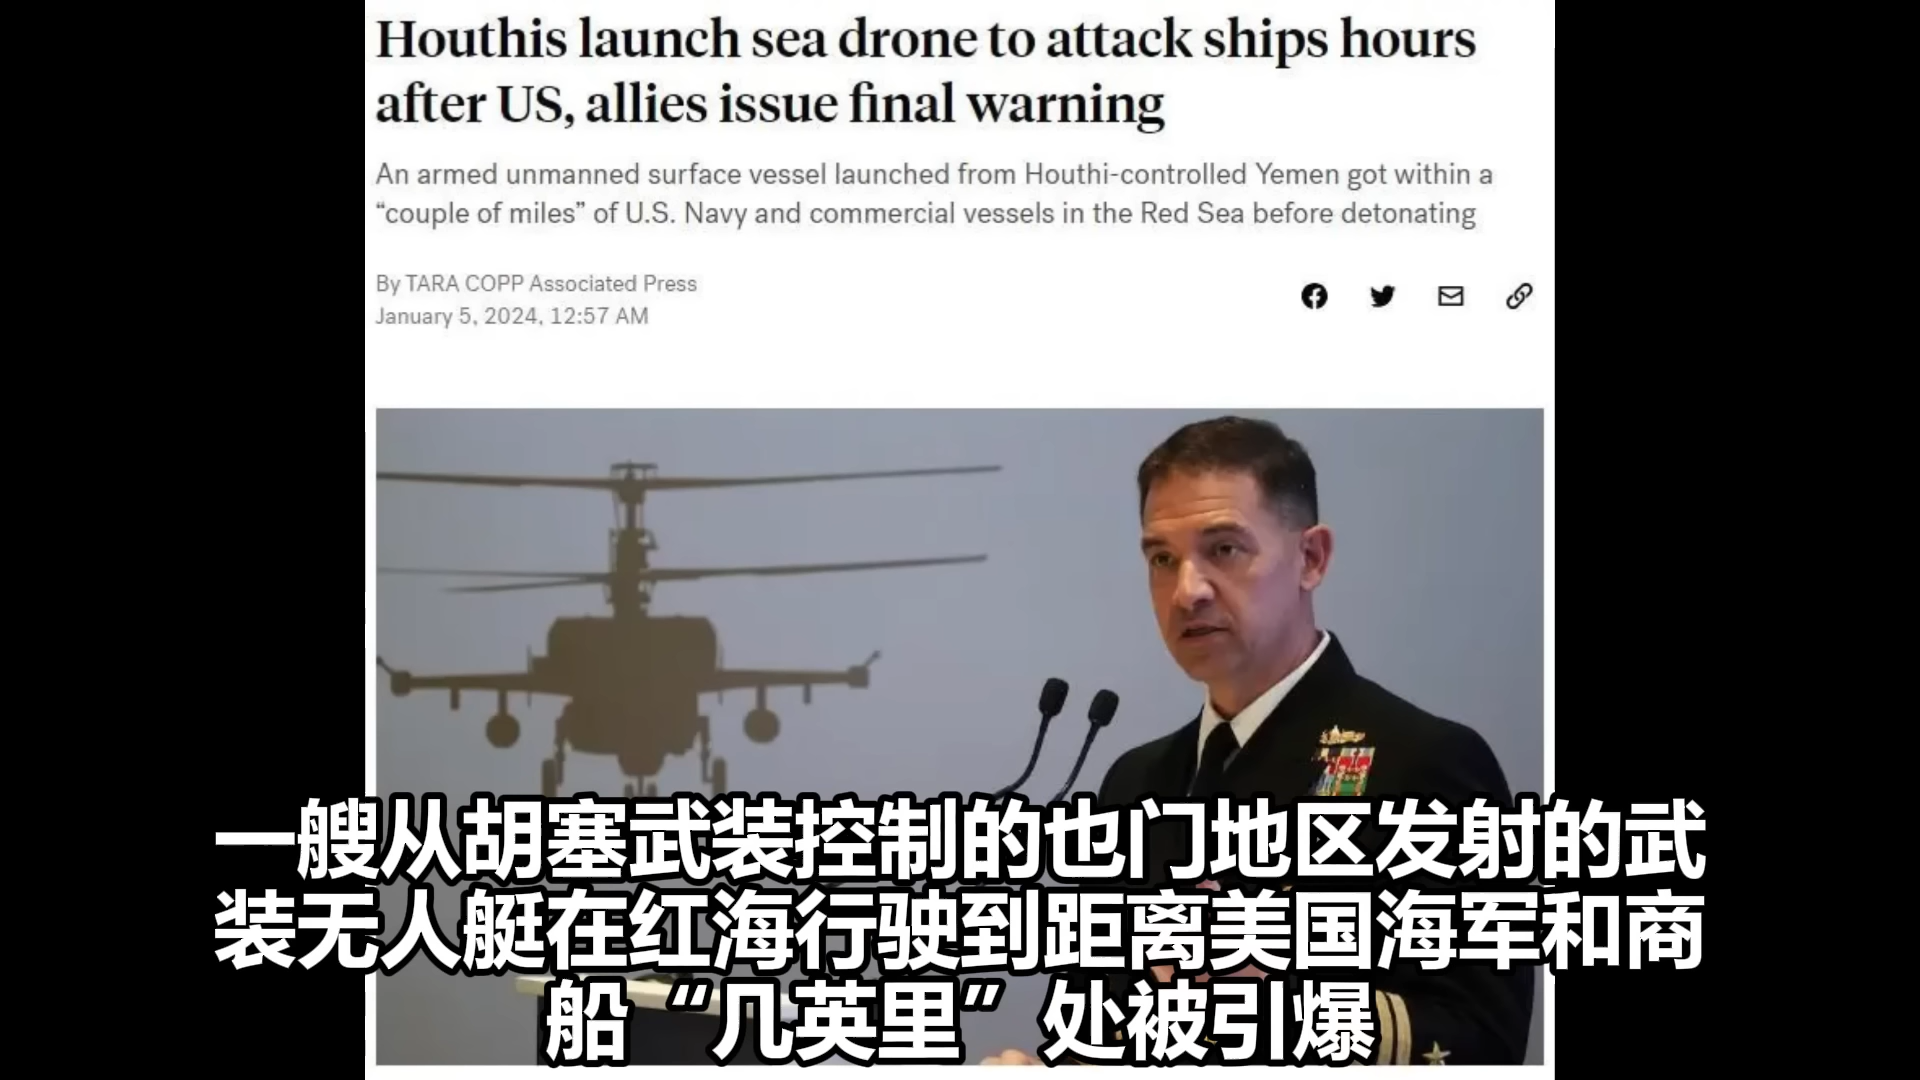 Houthis launch sea drone to attack ships hours
after US, allies issue final warning
An armed unmanned surface vessel launched from Houthi-controlled Yemen got within a
“couple of miles” of U.S. Navy and commercial vessels in the Red Sea before detonating
By TARA COPP Associated Press
January 5, 2024, 12:57 AM
一艘从胡塞武装控制的也门地区发射的武
装无人艇在红海行驶到距离美国海军和商
船“几英里”处被引爆